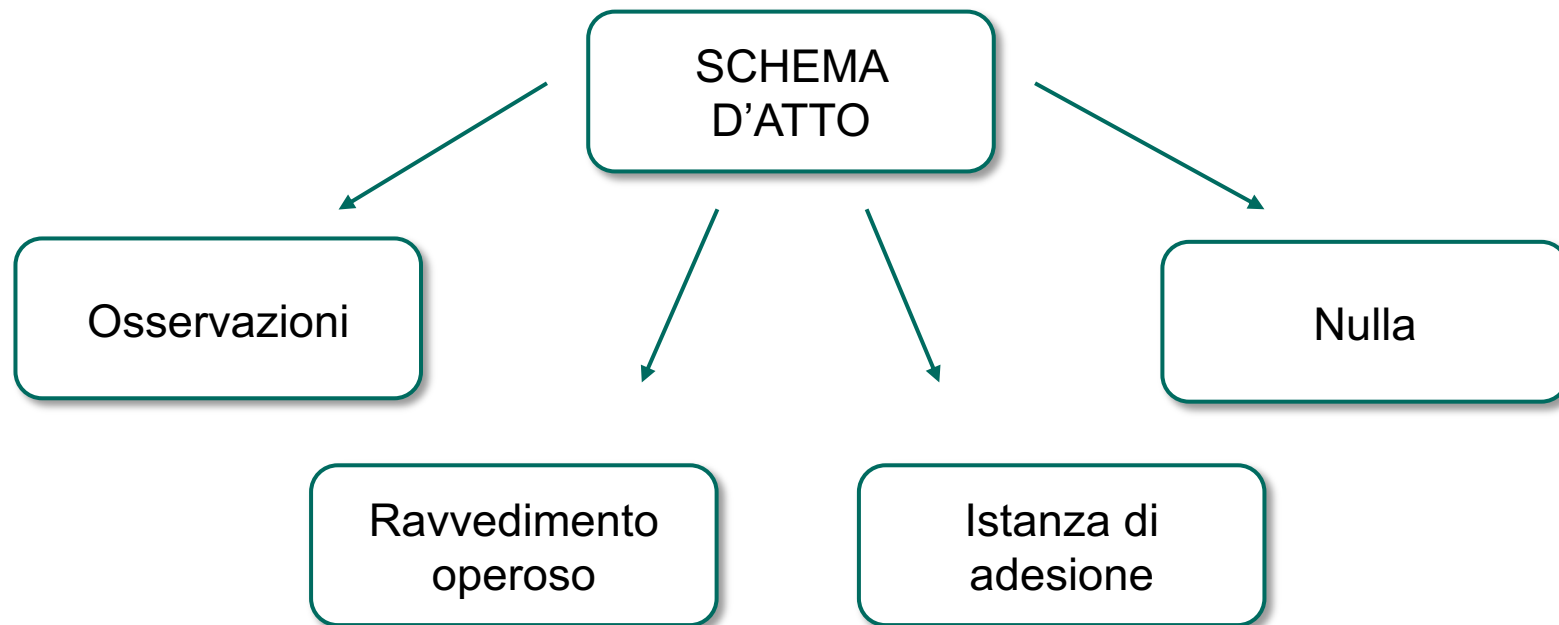 SCHEMA
D’ATTO
Osservazioni
Nulla
Ravvedimento
operoso
Istanza di
adesione